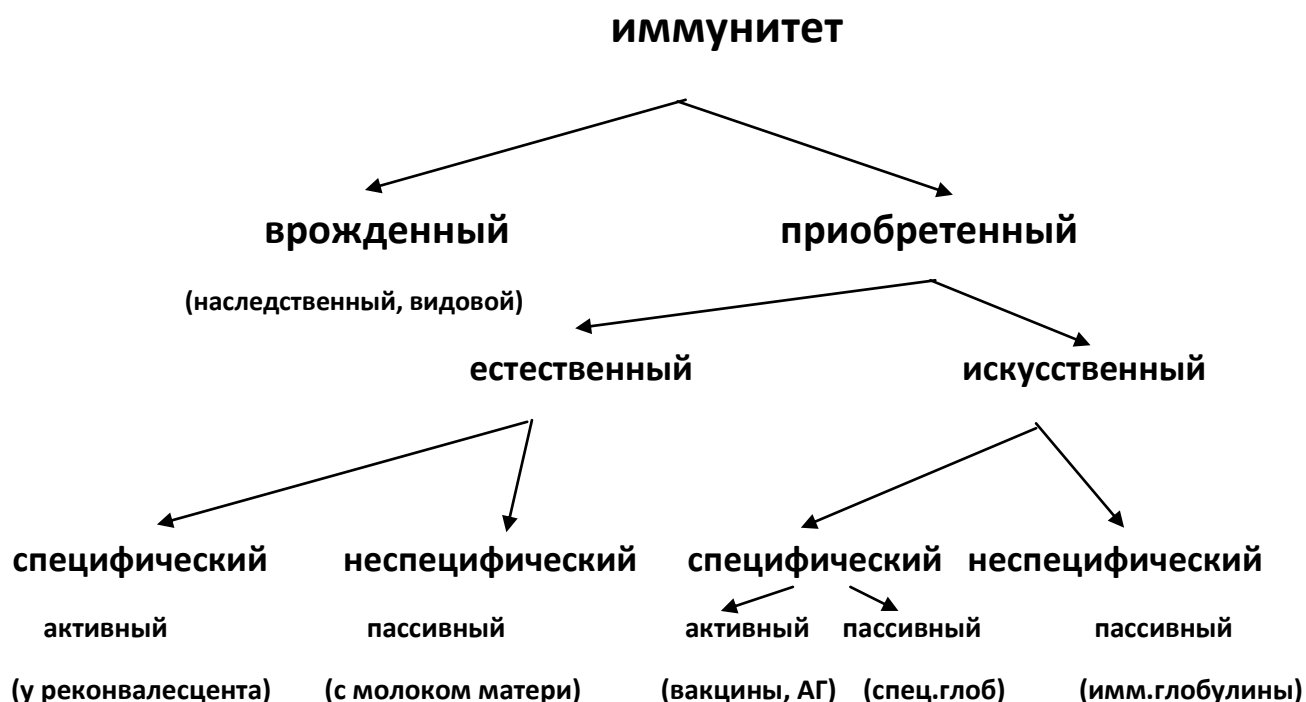 иммунитет
врожденный приобретенный
(наследственный, видовой)
естественный искусственный
специфический неспецифический специфический неспецифический
активный пассивный активный пассивный пассивный
(у реконвалесцента) (с молоком матери) (вакцины, АГ) (спец.глоб) (имм.глобулины)